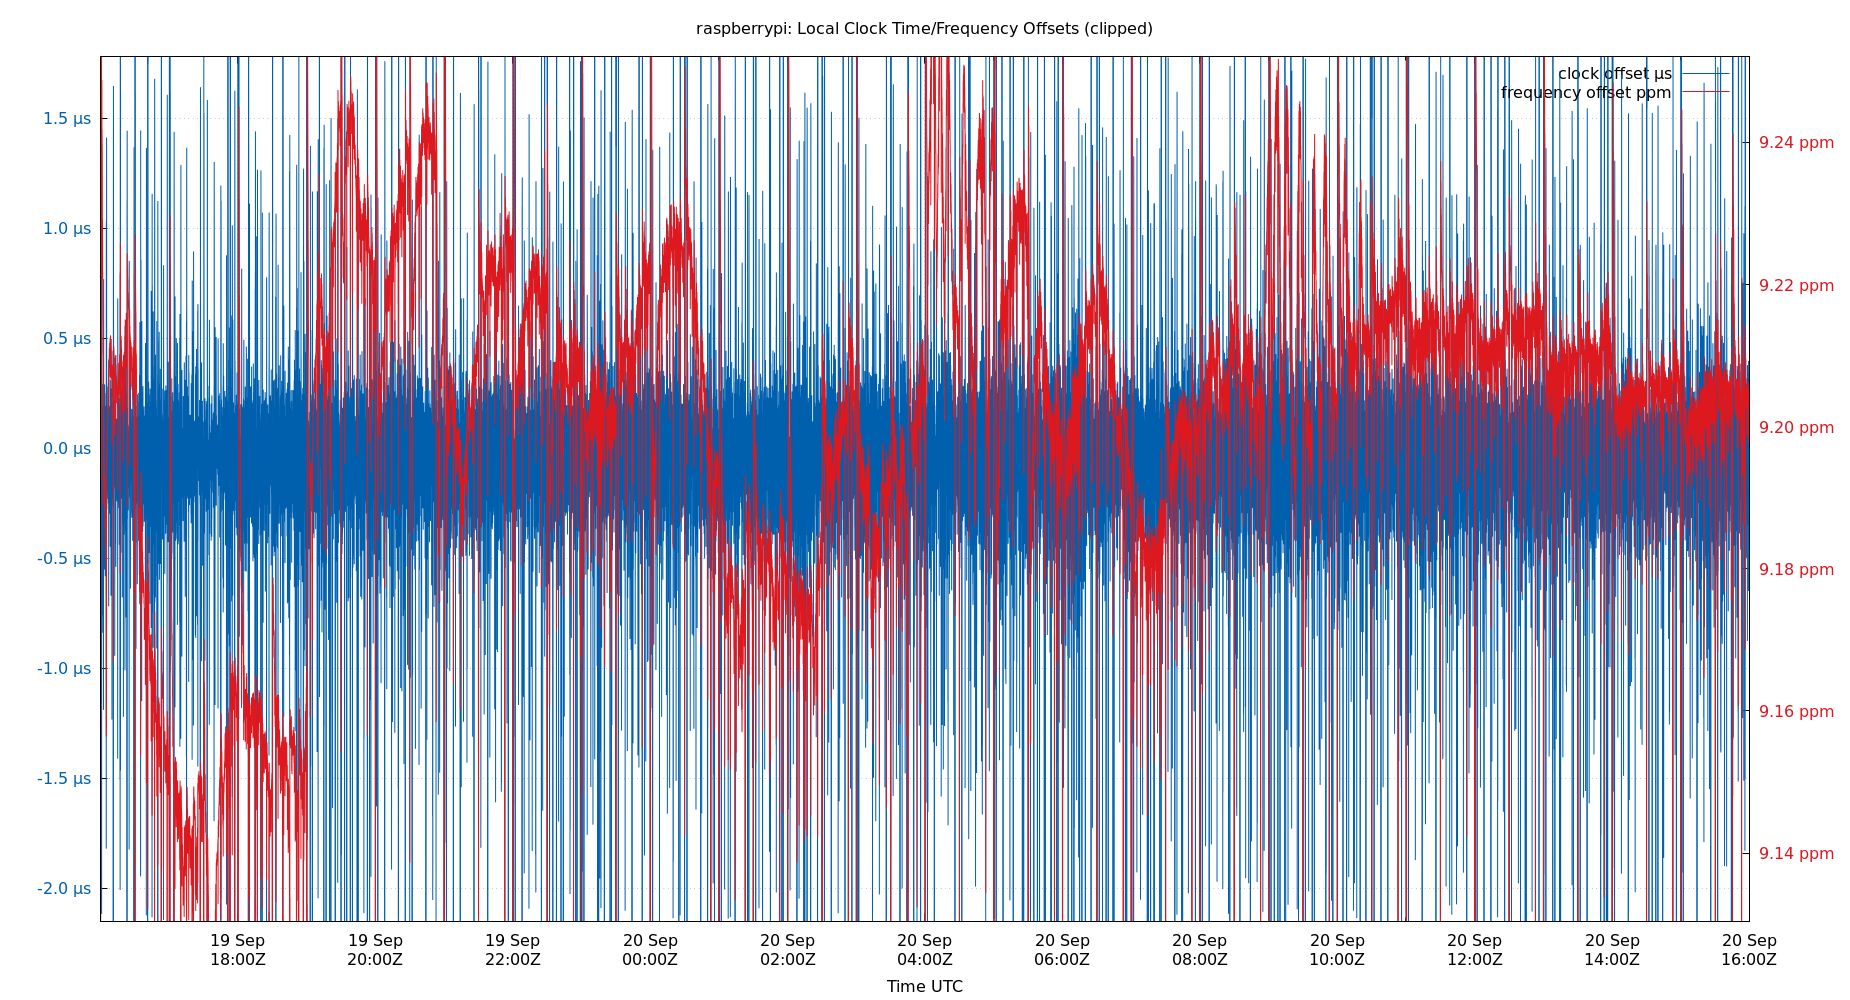 raspberrypi: Local Clock Time/Frequency Offsets (clipped)
clock offset µs
frequency offset ppm
1.5 µs
1.0 µs
0.5 µs
0.0 µs
-0.5 µs
-1.0 µs
-1.5 µs
-2.0 µs
9.24 ppm
9.22 ppm
9.20 ppm
9.18 ppm
9.16 ppm
9.14 ppm
19 Sep 19 Sep 19 Sep 20 Sep 20 Sep 20 Sep 20 Sep 20 Sep 20 Sep 20 Sep 20 Sep 20 Sep
18:00Z 20:00Z 22:00Z 00:00Z 02:00Z 04:00Z 06:00Z 08:00Z 10:00Z 12:00Z 14:00Z 16:00Z
Time UTC